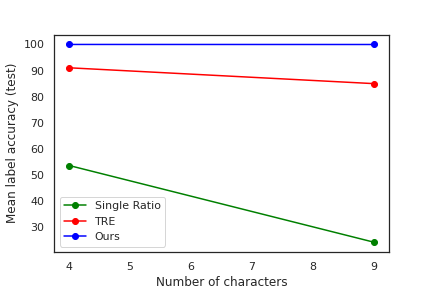 100
90
80
70
60
50
40
30
Mean label accuracy (test)
Single Ratio
TRE
Ours
4 5 6 7 8 9
Number of characters